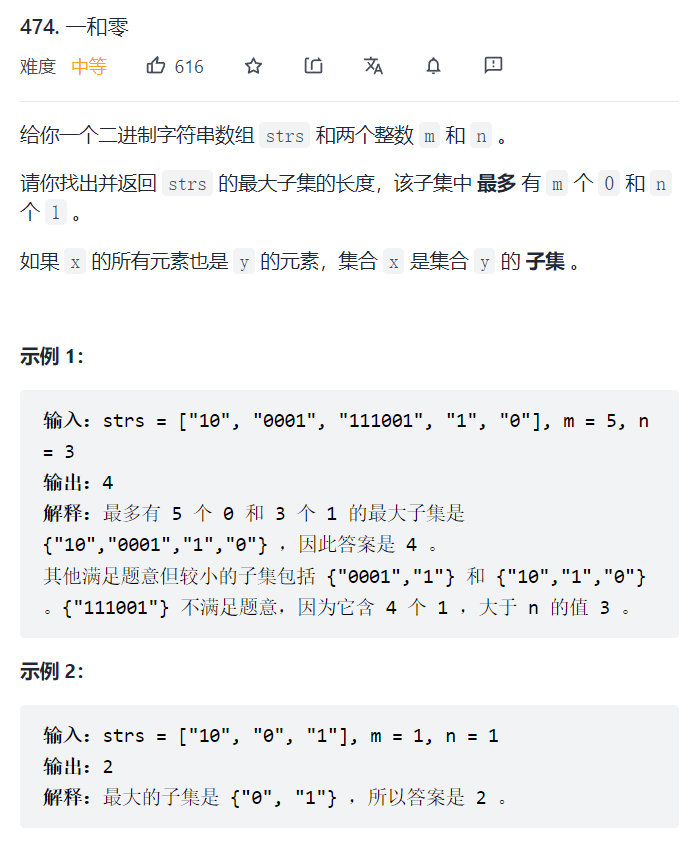 474. 一和零
难度 中等 616
给你一个二进制字符串数组 strs 和两个整数 m 和 n 。
请你找出并返回 strs 的最大子集的长度，该子集中 最多 有 m 个 0 和 n
个 1 。
如果 x 的所有元素也是 y 的元素，集合 x 是集合 y 的 子集 。
示例 1：
输入：strs = ["10", "0001", "111001", "1", "0"], m = 5, n
= 3
输出：4
解释：最多有 5 个 0 和 3 个 1 的最大子集是
{"10","0001","1","0"} ，因此答案是 4 。
其他满足题意但较小的子集包括 {"0001","1"} 和 {"10","1","0"}
。{"111001"} 不满足题意，因为它含 4 个 1 ，大于 n 的值 3 。
示例 2：
输入：strs = ["10", "0", "1"], m = 1, n = 1
输出：2
解释：最大的子集是 {"0", "1"} ，所以答案是 2 。